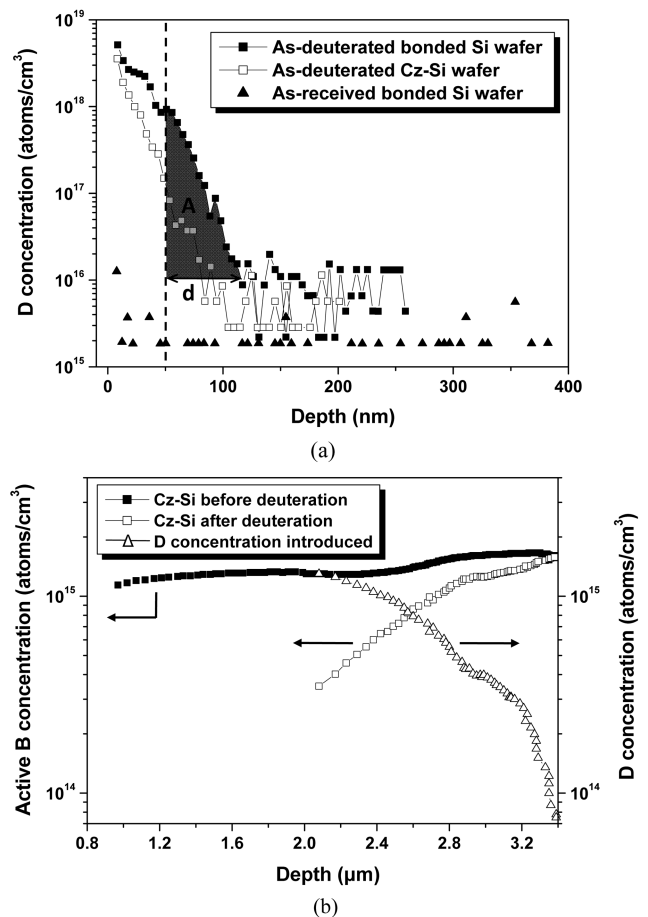 10^19
10^18
10^17
10^16
10^15
D concentration (atoms/cm^3)
As-deuterated bonded Si wafer
As-deuterated Cz-Si wafer
As-received bonded Si wafer
A
d
0 100 200 300 400
Depth (nm)
(a)
Cz-Si before deuteration
Cz-Si after deuteration
D concentration introduced
Active B concentration (atoms/cm^3)
10^15
10^14
10^15
10^14
D concentration (atoms/cm^3)
0.8 1.2 1.6 2.0 2.4 2.8 3.2
Depth (μm)
(b)